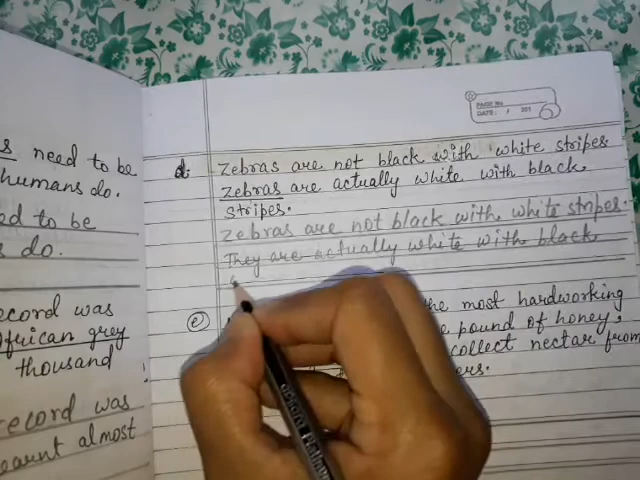 s need to be
humans do.
ed to be
s do.
ecord was
African grey
thousand
record was
earnt almost
PAGE No
DATE: / 201
d. Zebras are not black with white stripes
zebras are actually white with black
stripes.
Zebras are not black with white stripes.
They are actually white with black
s
(e) the most hardworking
e pound of honey,
collect nectar from
ers.